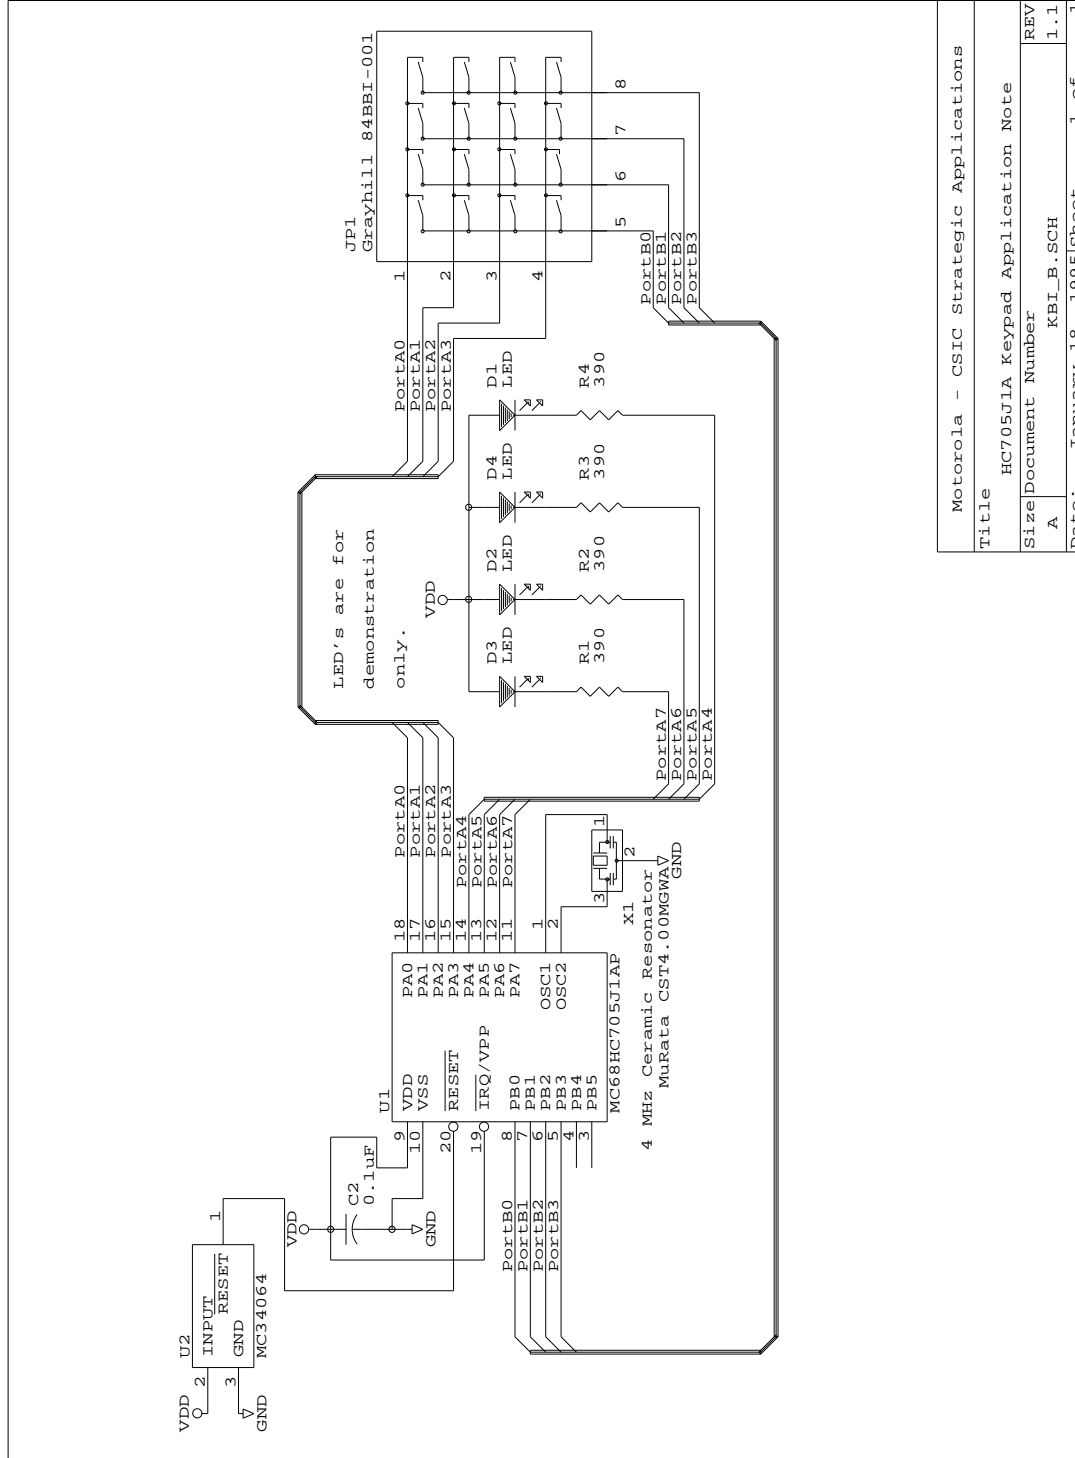 VDD
GND
2
3
U2
INPUT
RESET
GND
MC34064
1
VDD
C2
0.1uF
GND
9
10
20
19
8
7
6
5
4
3
U1
VDD
VSS
RESET
IRQ/VPP
PB0
PB1
PB2
PB3
PB4
PB5
PA0
PA1
PA2
PA3
PA4
PA5
PA6
PA7
OSC1
OSC2
MC68HC705J1AP
18
17
16
15
14
13
12
11
1
2
PortB0
PortB1
PortB2
PortB3
PortA0
PortA1
PortA2
PortA3
PortA4
PortA5
PortA6
PortA7
3
1
2
X1
GND
4 MHz Ceramic Resonator
MuRata CST4.00MGWAV
LED's are for
demonstration
only.
VDD
D3
LED
D2
LED
D4
LED
D1
LED
R1
390
R2
390
R3
390
R4
390
PortA7
PortA6
PortA5
PortA4
PortA0
PortA1
PortA2
PortA3
JP1
Grayhill 84BBI-001
1
2
3
4
5
6
7
8
PortB0
PortB1
PortB2
PortB3
Motorola - CSIC Strategic Applications
Title
HC705J1A Keypad Application Note
Size Document Number REV
A KBI_B.SCH 1.1